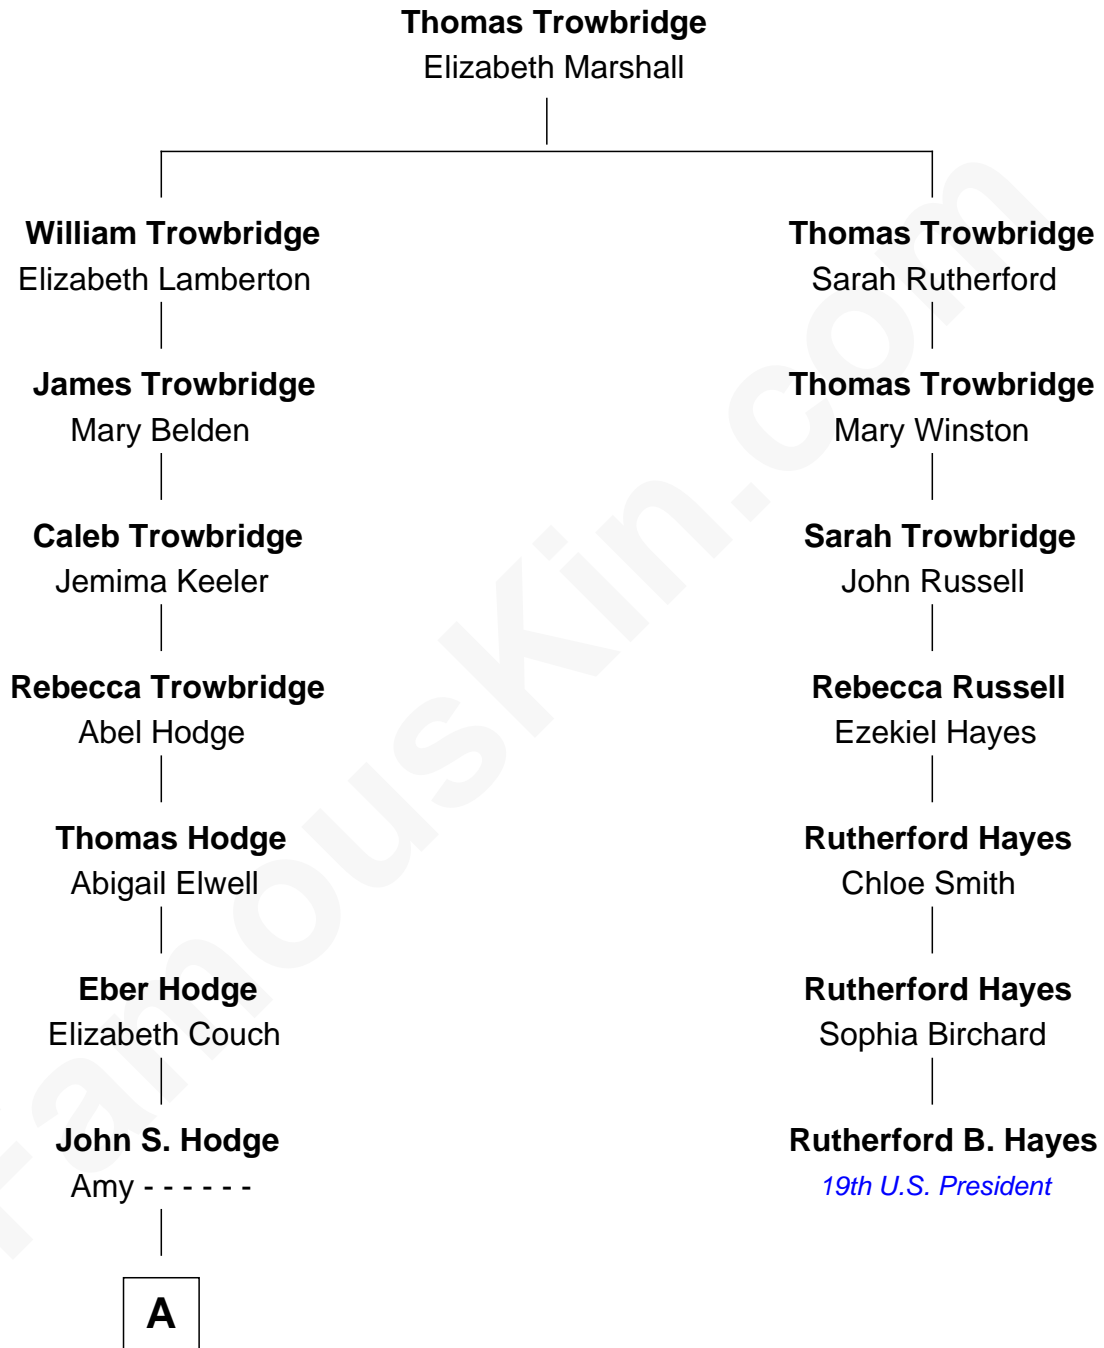 Thomas Trowbridge
Elizabeth Marshall
William Trowbridge
Elizabeth Lamberton
Thomas Trowbridge
Sarah Rutherford
James Trowbridge
Mary Belden
Thomas Trowbridge
Mary Winston
Caleb Trowbridge
Jemima Keeler
Sarah Trowbridge
John Russell
Rebecca Trowbridge
Abel Hodge
Rebecca Russell
Ezekiel Hayes
Thomas Hodge
Abigail Elwell
Rutherford Hayes
Chloe Smith
Eber Hodge
Elizabeth Couch
Rutherford Hayes
Sophia Birchard
John S. Hodge
Amy - - - - - -
Rutherford B. Hayes
19th U.S. President
A
FamousKin.com